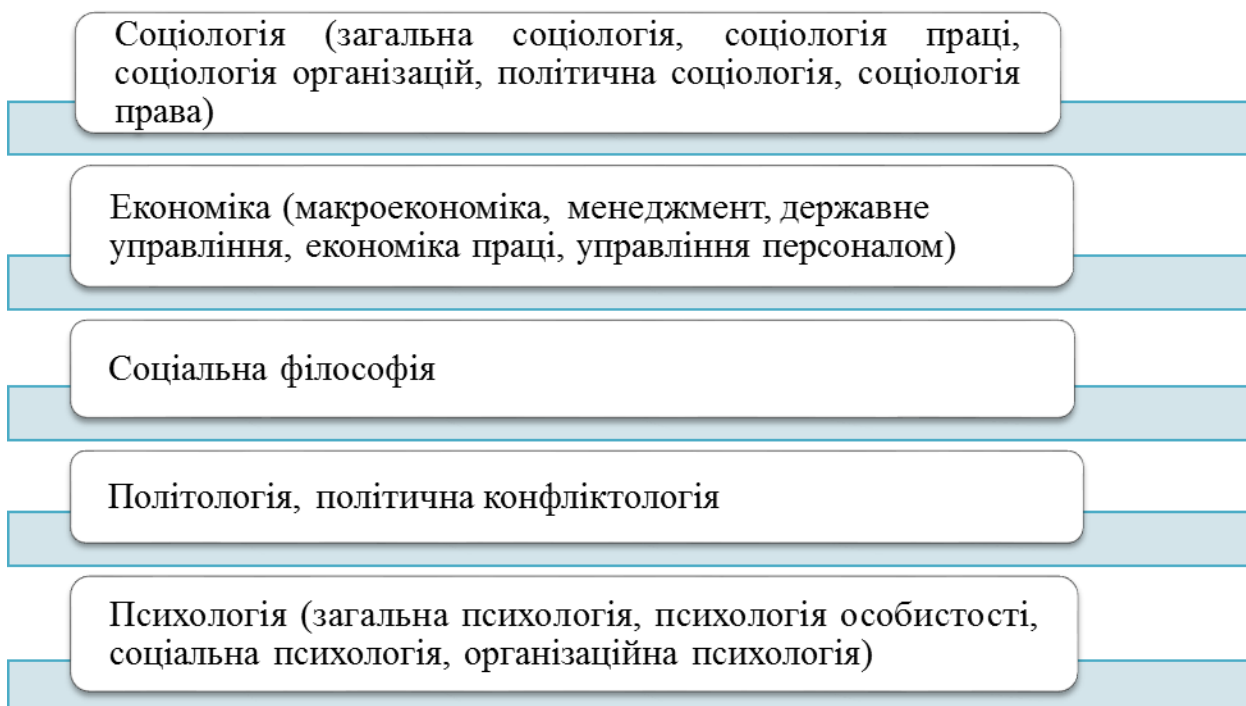 Соціологія (загальна соціологія, соціологія праці,
соціологія організацій, політична соціологія, соціологія
права)
Економіка (макроекономіка, менеджмент, державне
управління, економіка праці, управління персоналом)
Соціальна філософія
Політологія, політична конфліктологія
Психологія (загальна психологія, психологія особистості,
соціальна психологія, організаційна психологія)